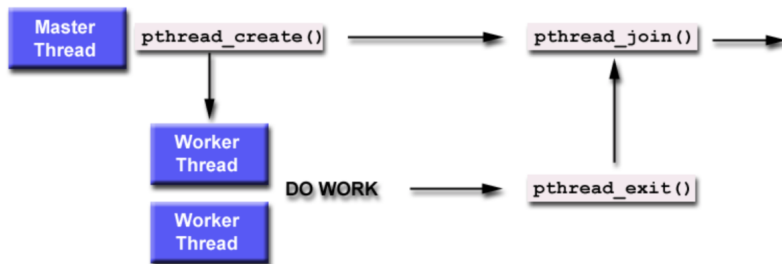 Master
Thread
pthread_create()
pthread_join()
Worker
Thread
DO WORK
pthread_exit()
Worker
Thread